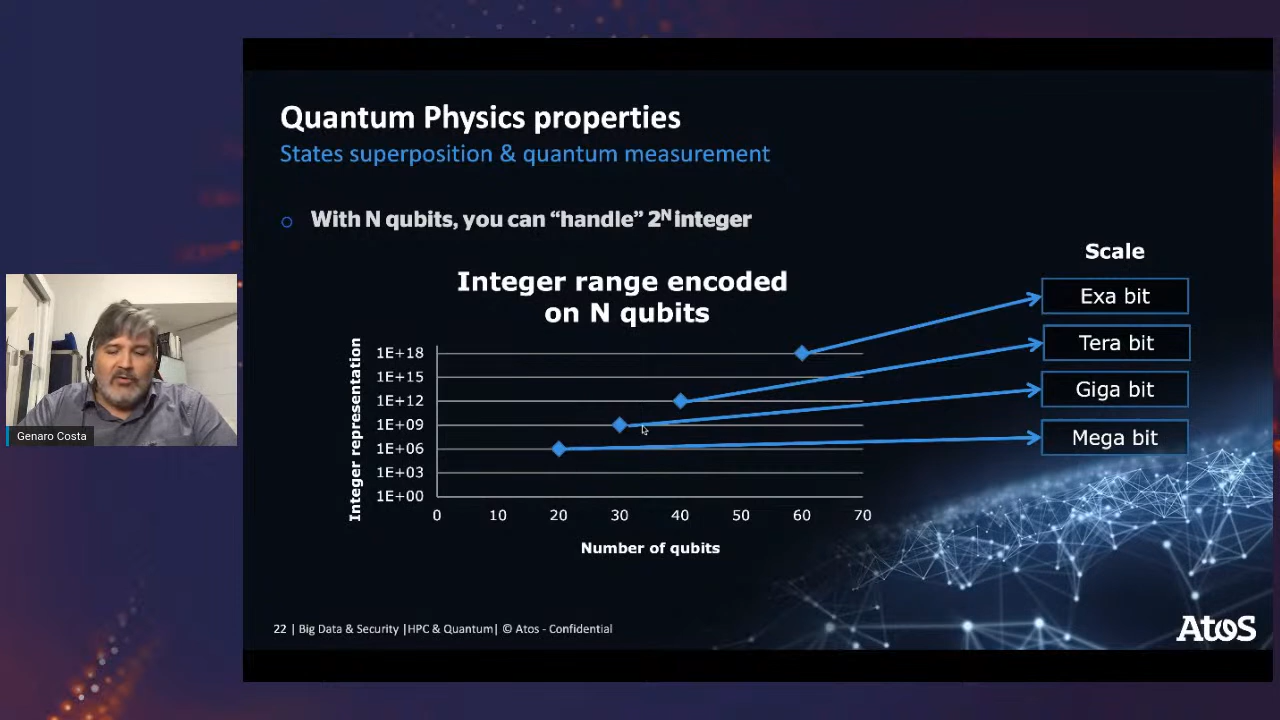 Quantum Physics properties
States superposition & quantum measurement
With N qubits, you can “handle” 2ᴺ integer
Scale
Integer range encoded
on N qubits
Exa bit
Tera bit
Giga bit
Mega bit
Integer representation
1E+18
1E+15
1E+12
1E+09
1E+06
1E+03
1E+00
0 10 20 30 40 50 60 70
Number of qubits
Genaro Costa
22 | Big Data & Security |HPC & Quantum| © Atos - Confidential
Atos